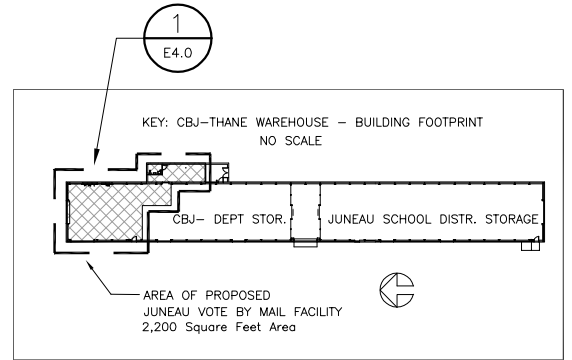 1
E4.0
KEY: CBJ-THANE WAREHOUSE - BUILDING FOOTPRINT
NO SCALE
CBJ- DEPT STOR.
JUNEAU SCHOOL DISTR. STORAGE
AREA OF PROPOSED
JUNEAU VOTE BY MAIL FACILITY
2,200 Square Feet Area